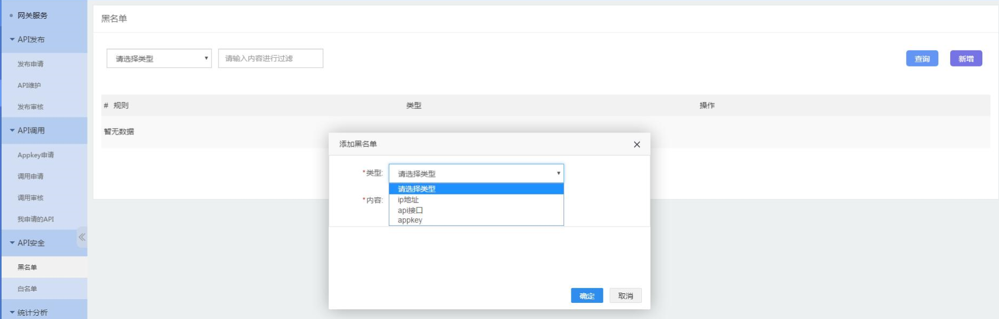 网关服务
API发布
发布申请
API维护
发布审核
API调用
Appkey申请
调用申请
调用审核
我申请的API
API安全
黑名单
白名单
统计分析
黑名单
请选择类型 请输入内容进行过滤 查询 新增
# 规则 类型 操作
暂无数据
添加黑名单
*类型: 请选择类型
请选择类型
ip地址
*内容:
api接口
appkey
确定 取消